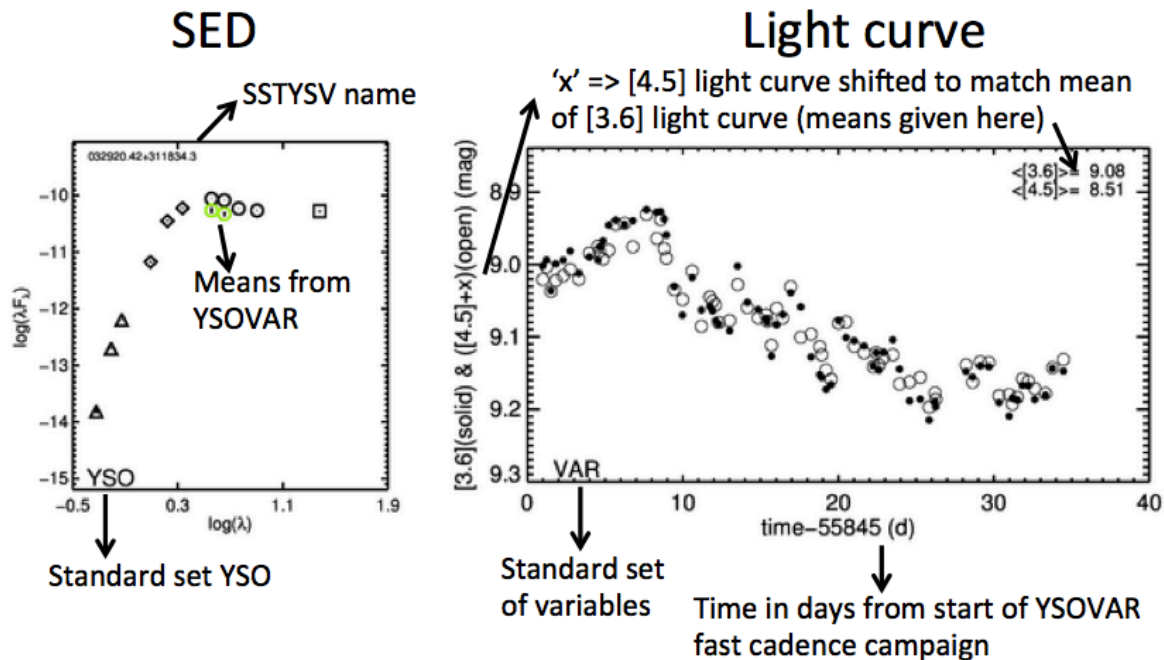 SED
Light curve
SSTYSV name
'x' => [4.5] light curve shifted to match mean
of [3.6] light curve (means given here)
032920.42+311834.3
−10
−11
−12
−13
−14
−15
log(λFλ)
Means from
YSOVAR
YSO
−0.5
0.3
1.1
1.9
log(λ)
Standard set YSO
<[3.6]>= 9.08
<[4.5]>= 8.51
8.9
9.0
9.1
9.2
9.3
[3.6](solid) & ([4.5]+x)(open) (mag)
VAR
0
10
20
30
40
time−55845 (d)
Standard set
of variables
Time in days from start of YSOVAR
fast cadence campaign